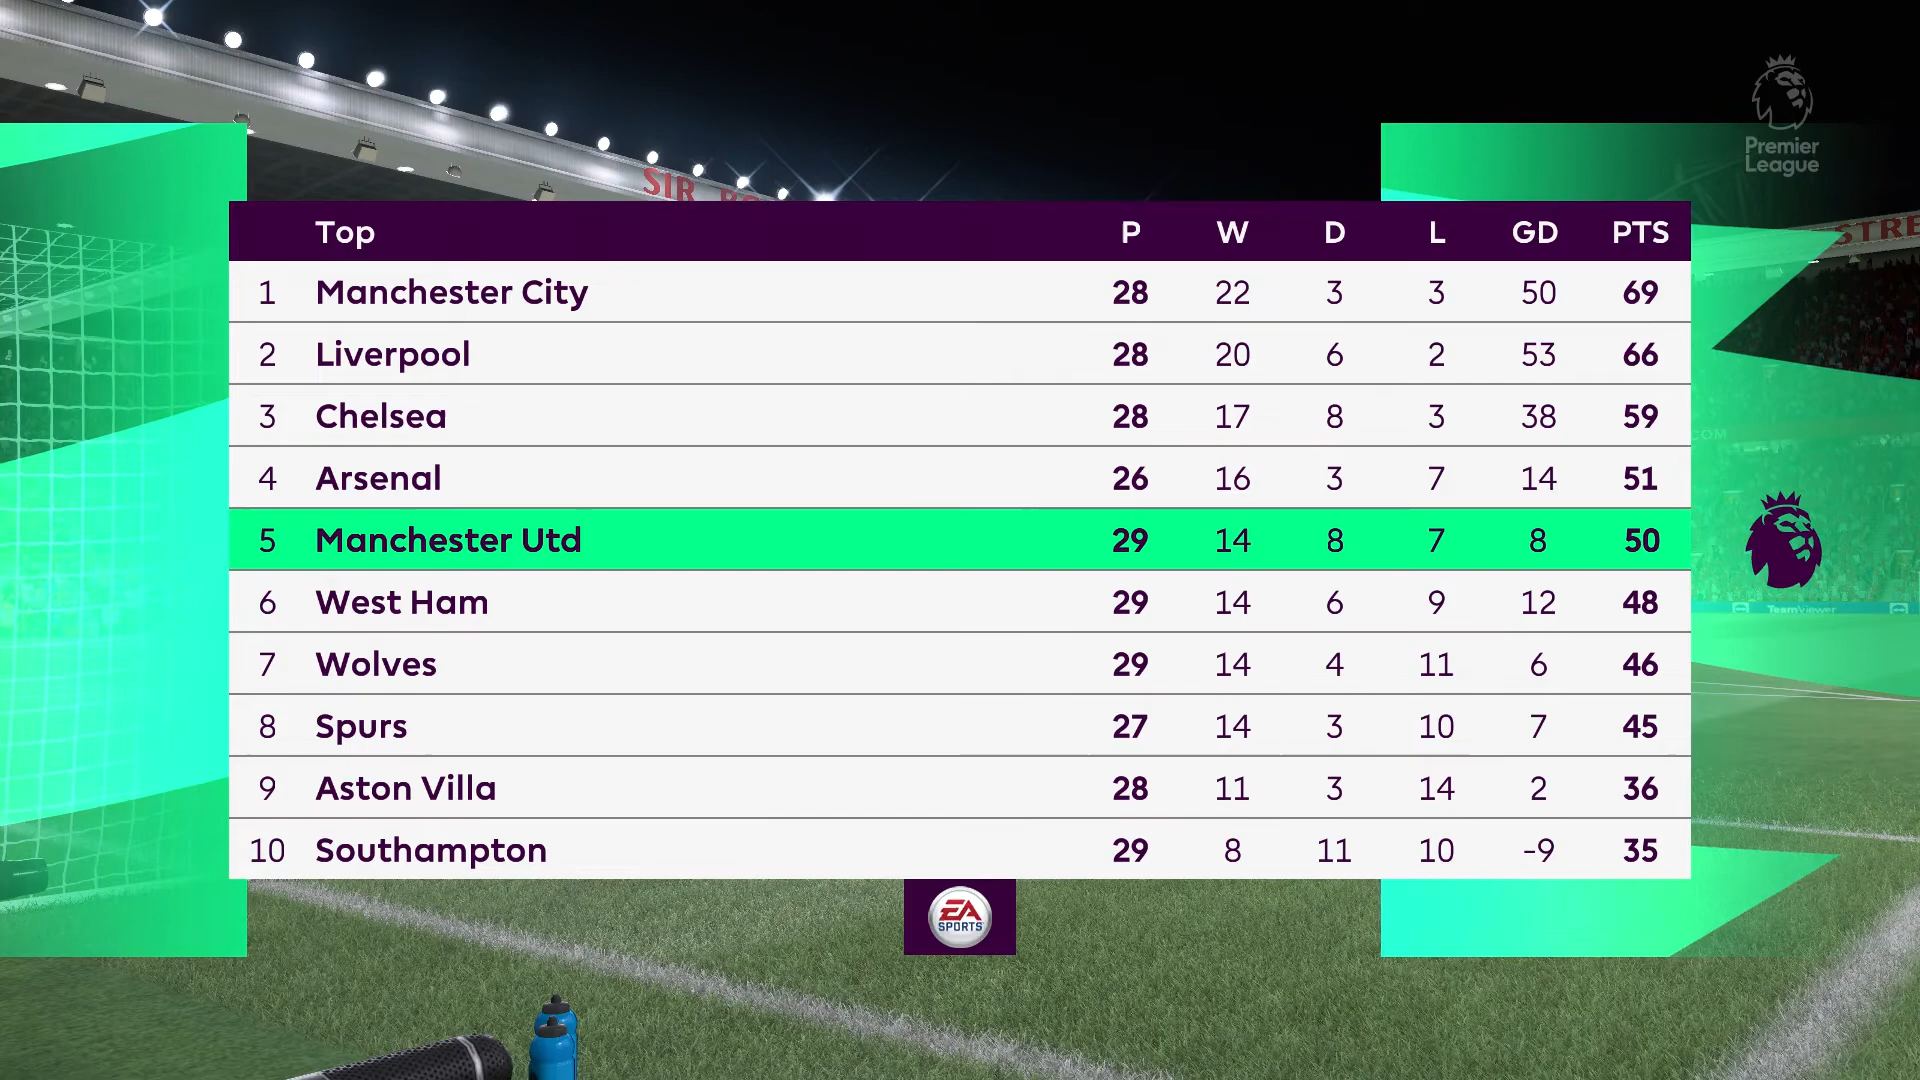 Premier
League
SIR
STRE
Top P W D L GD PTS
1 Manchester City 28 22 3 3 50 69
2 Liverpool 28 20 6 2 53 66
3 Chelsea 28 17 8 3 38 59
4 Arsenal 26 16 3 7 14 51
5 Manchester Utd 29 14 8 7 8 50
6 West Ham 29 14 6 9 12 48
7 Wolves 29 14 4 11 6 46
8 Spurs 27 14 3 10 7 45
9 Aston Villa 28 11 3 14 2 36
10 Southampton 29 8 11 10 -9 35
TeamViewer
EA
SPORTS